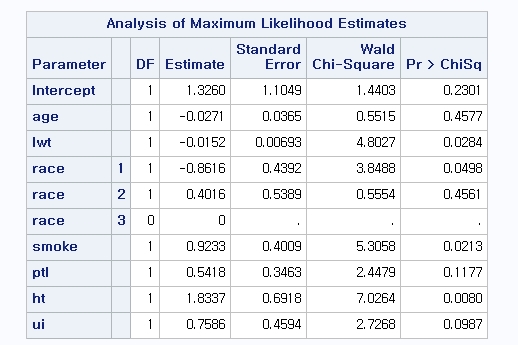 Analysis of Maximum Likelihood Estimates
Parameter DF Estimate Standard Error Wald Chi-Square Pr > ChiSq
Intercept 1 1.3260 1.1049 1.4403 0.2301
age 1 -0.0271 0.0365 0.5515 0.4577
lwt 1 -0.0152 0.00693 4.8027 0.0284
race 1 1 -0.8616 0.4392 3.8488 0.0498
race 2 1 0.4016 0.5389 0.5554 0.4561
race 3 0 0 . . .
smoke 1 0.9233 0.4009 5.3058 0.0213
ptl 1 0.5418 0.3463 2.4479 0.1177
ht 1 1.8337 0.6918 7.0264 0.0080
ui 1 0.7586 0.4594 2.7268 0.0987